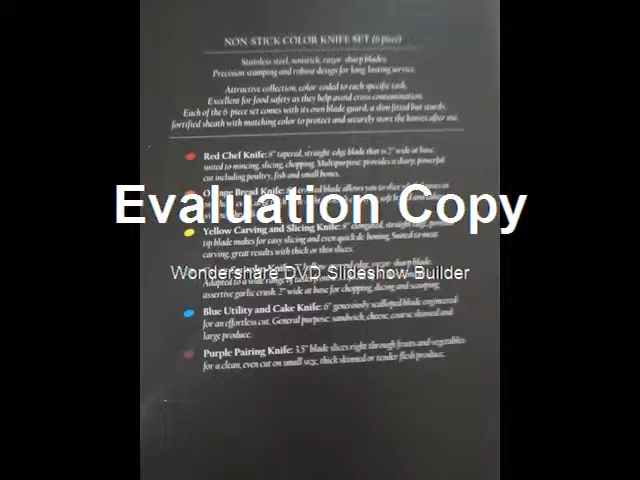 NON-STICK COLOR KNIFE SET (6 piece)
Stainless steel, nonstick, razor sharp blades.
Precision stamping and robust design for long lasting service.
Attractive collection, color coded to each specific task.
Excellent for food safety as they help avoid cross contamination.
Each of the 6 piece set comes with its own blade guard, a slim fitted but sturdy,
fortified sheath with matching color to protect and securely store the knives after use.
Red Chef Knife: 8" tapered, straight edge blade that is 2" wide at base,
suited to mincing, slicing, chopping. Multipurpose: provides a sharp, powerful
cut including poultry, fish and small bones.
Orange Bread Knife: blade allows you to slice
Evaluation Copy
Yellow Carving and Slicing Knife: 8" elongated, straight edge, pointed
tip blade makes for easy slicing and even quick de-boning. Suited to meat
carving, great results with thick or thin slices.
Wondershare DVD Slideshow Builder
Adapted to a wide range of
assertive garlic crush. 2" wide at base for chopping, dicing and scooping.
Blue Utility and Cake Knife: 6" generously scalloped blade engineered
for an effortless cut. General purpose: sandwich, cheese, coarse skinned and
large produce.
Purple Pairing Knife: 3.5" blade slices right through fruits and vegetables
for a clean, even cut on small size, thick skinned or tender flesh produce.